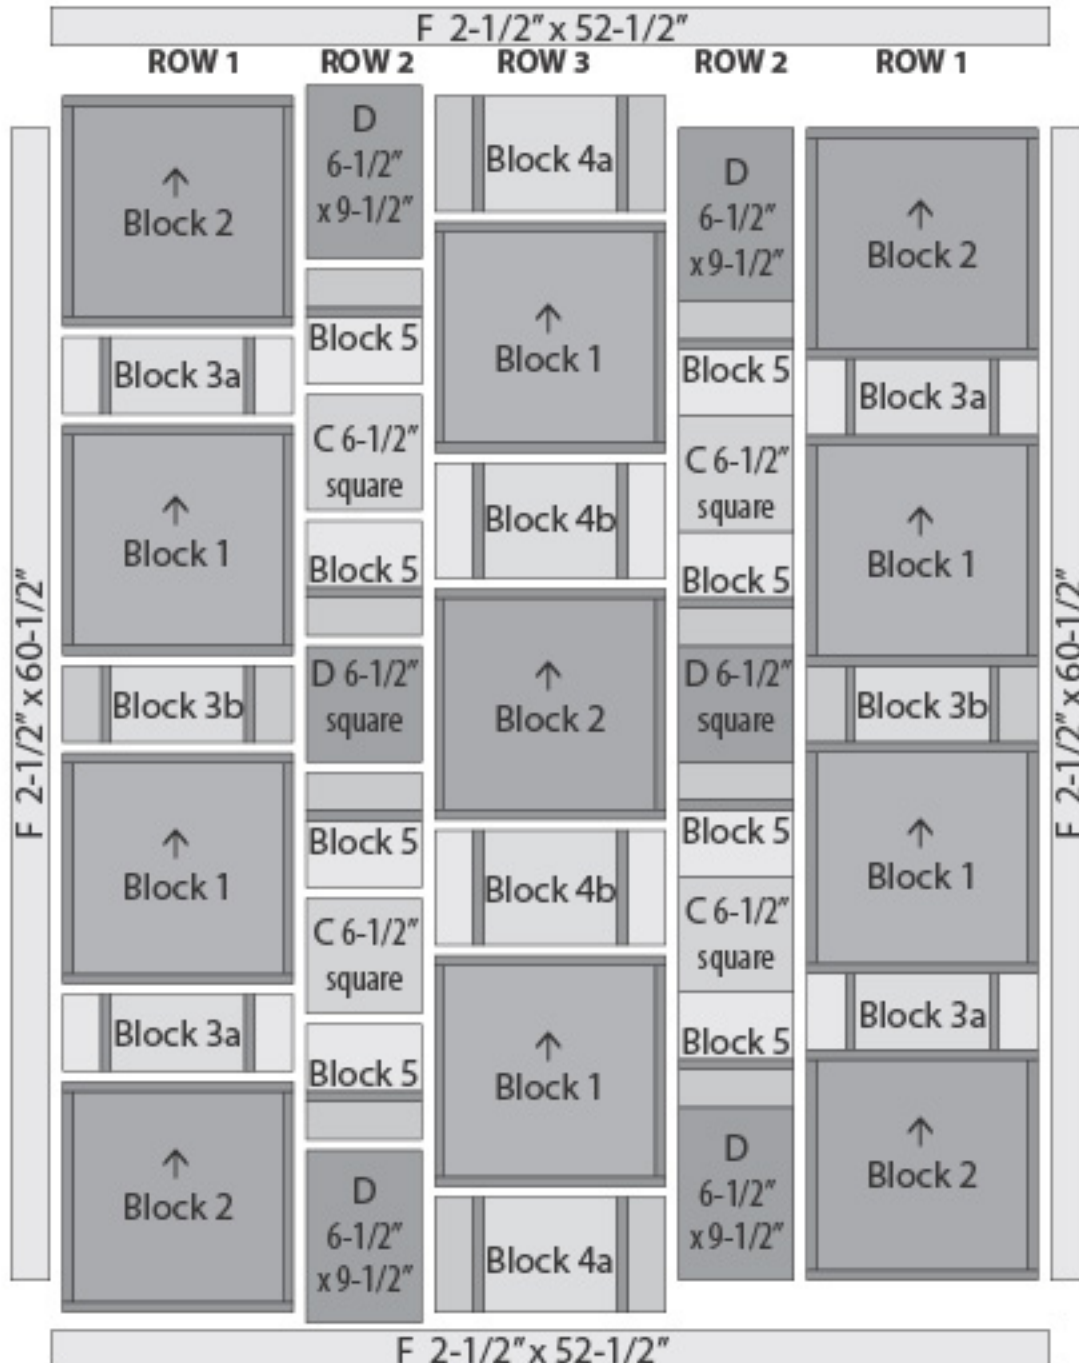 F 2-1/2" x 52-1/2"
ROW 1
ROW 2
ROW 3
ROW 2
ROW 1
F 2-1/2" x 60-1/2"
↑
Block 2
Block 3a
↑
Block 1
Block 3b
↑
Block 1
Block 3a
↑
Block 2
D
6-1/2"
x 9-1/2"
Block 5
C 6-1/2"
square
Block 5
D 6-1/2"
square
Block 5
C 6-1/2"
square
Block 5
D
6-1/2"
x 9-1/2"
Block 4a
↑
Block 1
Block 4b
↑
Block 2
Block 4b
↑
Block 1
Block 4a
D
6-1/2"
x 9-1/2"
Block 5
C 6-1/2"
square
Block 5
D 6-1/2"
square
Block 5
C 6-1/2"
square
Block 5
D
6-1/2"
x 9-1/2"
↑
Block 2
Block 3a
↑
Block 1
Block 3b
↑
Block 1
Block 3a
↑
Block 2
F 2-1/2" x 60-1/2"
F 2-1/2" x 52-1/2"